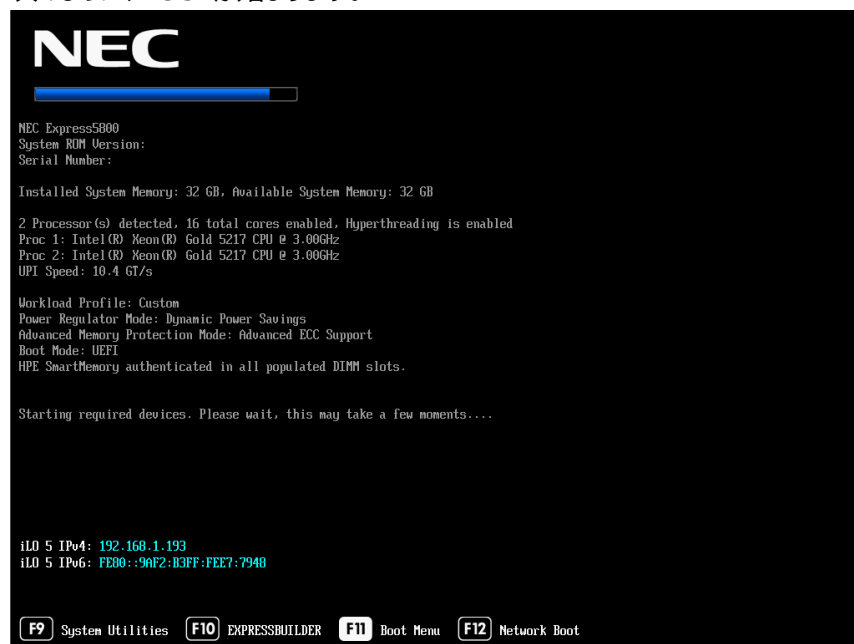 NEC
NEC Express5800
System ROM Version:
Serial Number:
Installed System Memory: 32 GB, Available System Memory: 32 GB
2 Processor(s) detected, 16 total cores enabled, Hyperthreading is enabled
Proc 1: Intel(R) Xeon(R) Gold 5217 CPU @ 3.00GHz
Proc 2: Intel(R) Xeon(R) Gold 5217 CPU @ 3.00GHz
UPI Speed: 10.4 GT/s
Workload Profile: Custom
Power Regulator Mode: Dynamic Power Savings
Advanced Memory Protection Mode: Advanced ECC Support
Boot Mode: UEFI
HPE SmartMemory authenticated in all populated DIMM slots.
Starting required devices. Please wait, this may take a few moments....
iLO 5 IPv4: 192.168.1.193
iLO 5 IPv6: FE80::9AF2:B3FF:FEE7:7948
F9 System Utilities F10 EXPRESSBUILDER F11 Boot Menu F12 Network Boot